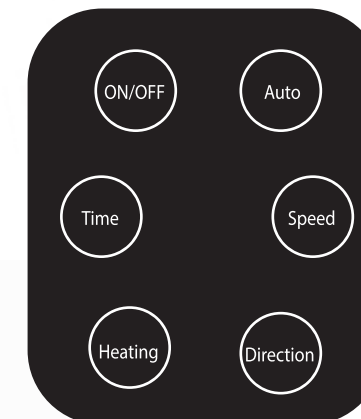 ON/OFF
Auto
Time
Speed
Heating
Direction